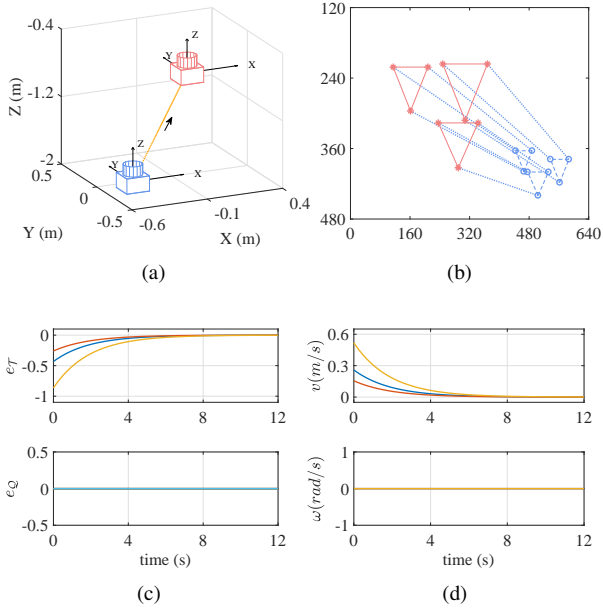 -0.4
-1.2
-2
Z (m)
0.5
0
-0.5
Y (m)
-0.6
-0.1
0.4
X (m)
Z
Y
X
Z
Y
X
(a)
120
240
360
480
0 160 320 480 640
(b)
0
-0.5
-1
e_𝒯
0 4 8 12
0.5
0
-0.5
e_𝒬
0 4 8 12
time (s)
(c)
0.6
0.3
0
v(m/s)
0 4 8 12
1
0
-1
ω(rad/s)
0 4 8 12
time (s)
(d)